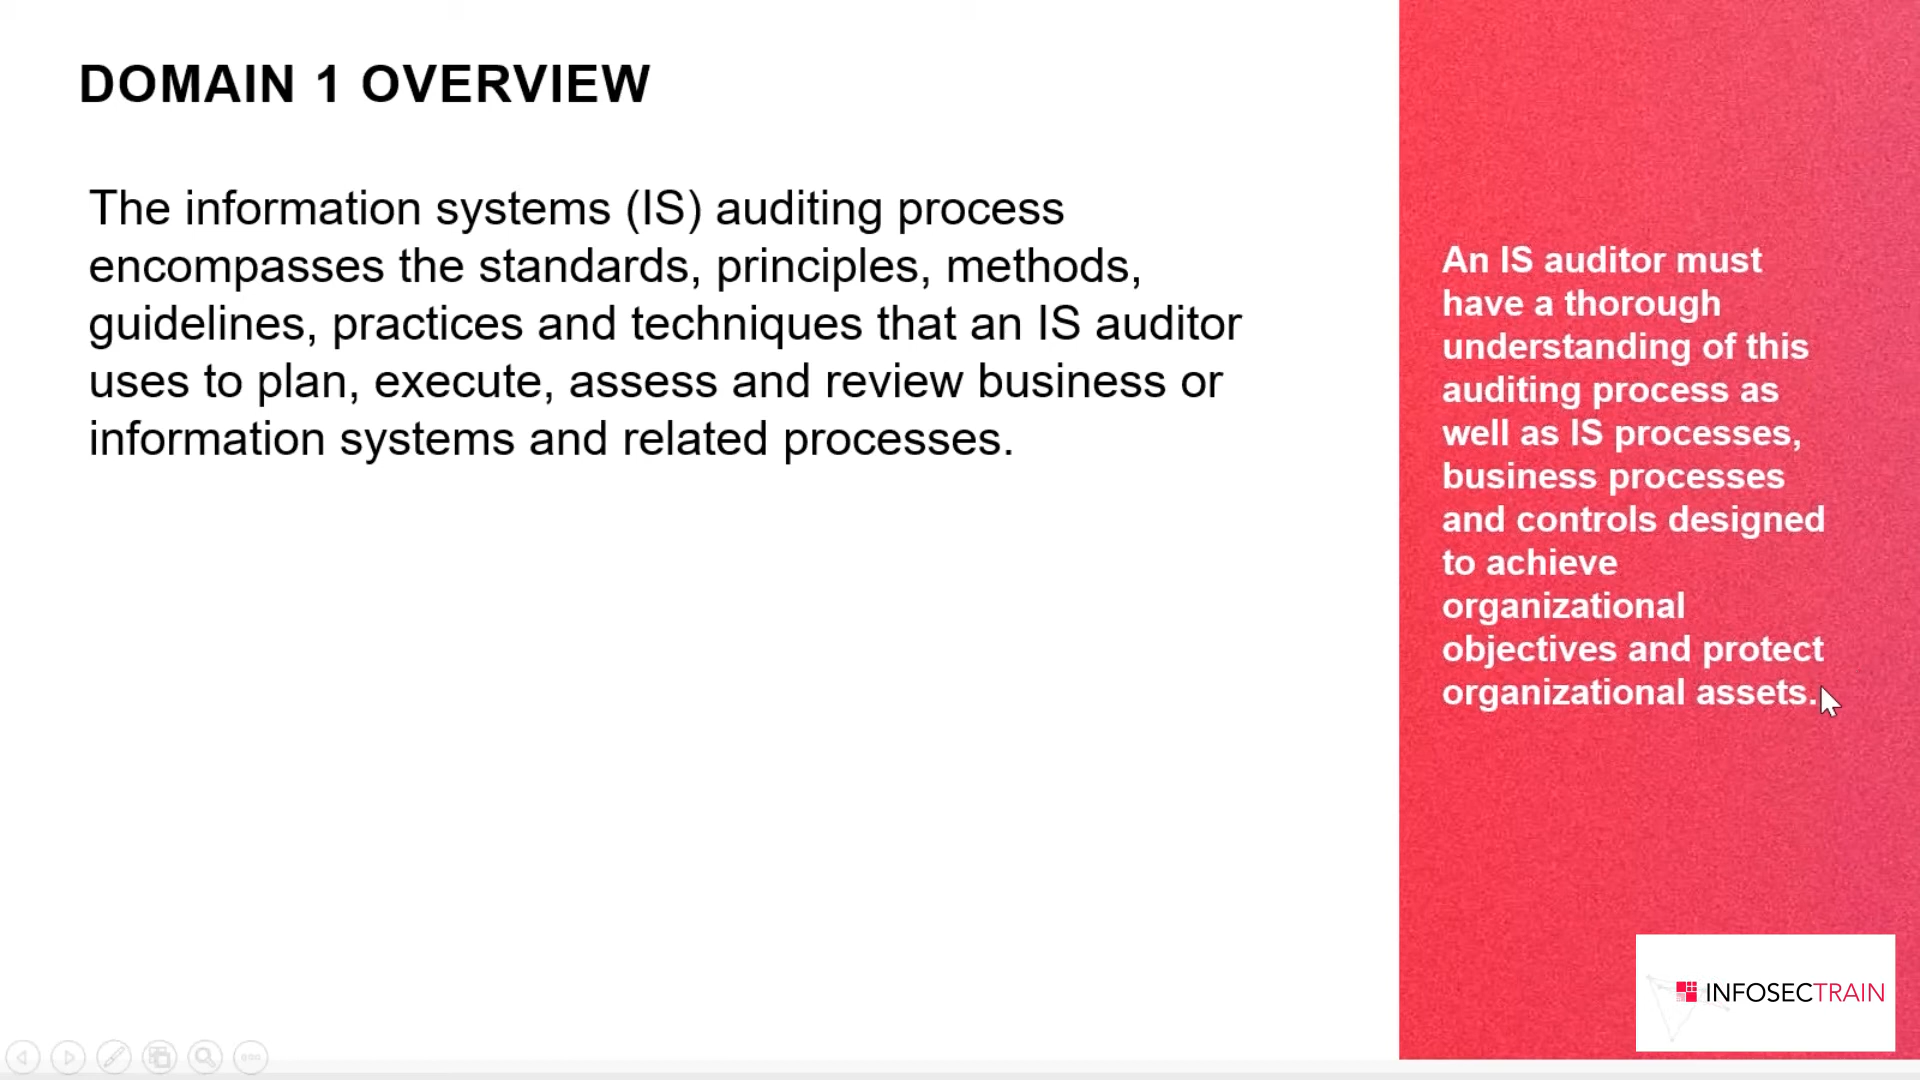 DOMAIN 1 OVERVIEW
The information systems (IS) auditing process
encompasses the standards, principles, methods,
guidelines, practices and techniques that an IS auditor
uses to plan, execute, assess and review business or
information systems and related processes.
An IS auditor must
have a thorough
understanding of this
auditing process as
well as IS processes,
business processes
and controls designed
to achieve
organizational
objectives and protect
organizational assets.
INFOSECTRAIN